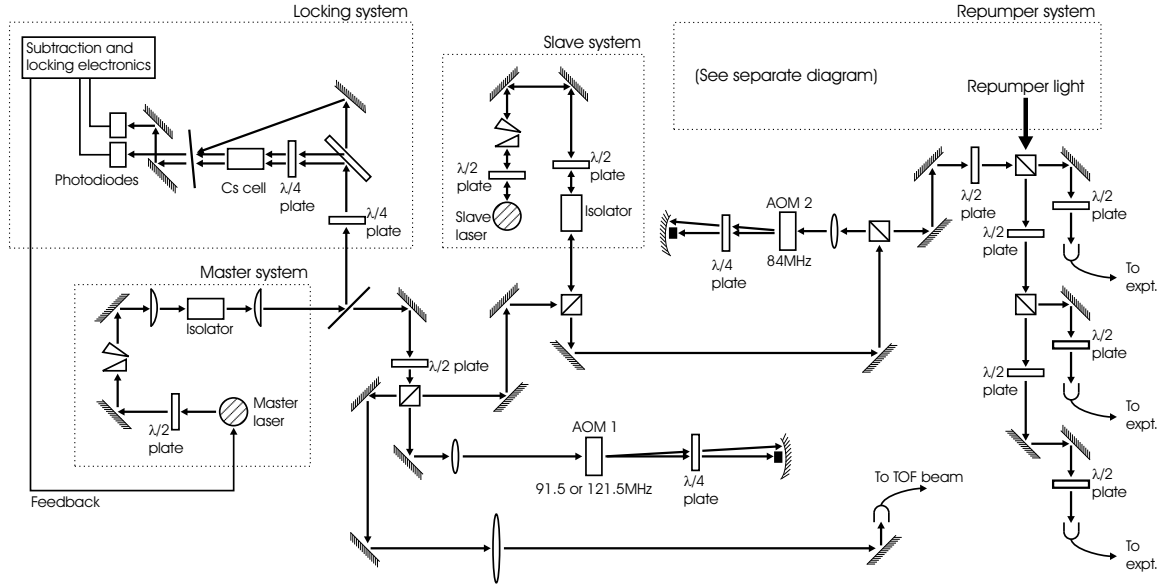 Locking system
Subtraction and
locking electronics
Photodiodes
Cs cell
λ/4
plate
λ/4
plate
Slave system
λ/2
plate
Slave
laser
λ/2
plate
Isolator
Repumper system
(See separate diagram)
Repumper light
AOM 2
84MHz
λ/4
plate
λ/2
plate
λ/2
plate
λ/2
plate
To
expt.
λ/2
plate
λ/2
plate
To
expt.
λ/2
plate
To
expt.
Master system
Isolator
Master
laser
λ/2
plate
Feedback
λ/2 plate
AOM 1
91.5 or 121.5MHz
λ/4
plate
To TOF beam